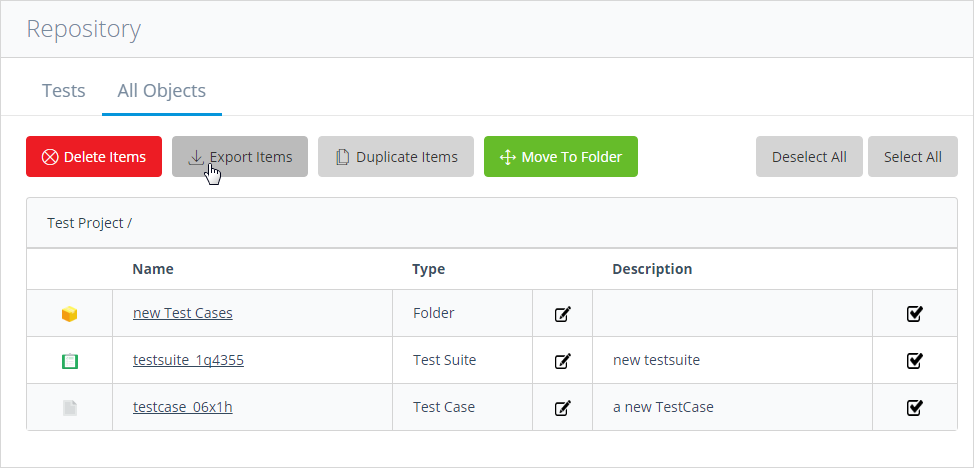 Repository
Tests All Objects
Delete Items Export Items Duplicate Items Move To Folder Deselect All Select All
Test Project /
Name Type Description
new Test Cases Folder
testsuite_1q4355 Test Suite new testsuite
testcase_06x1h Test Case a new TestCase